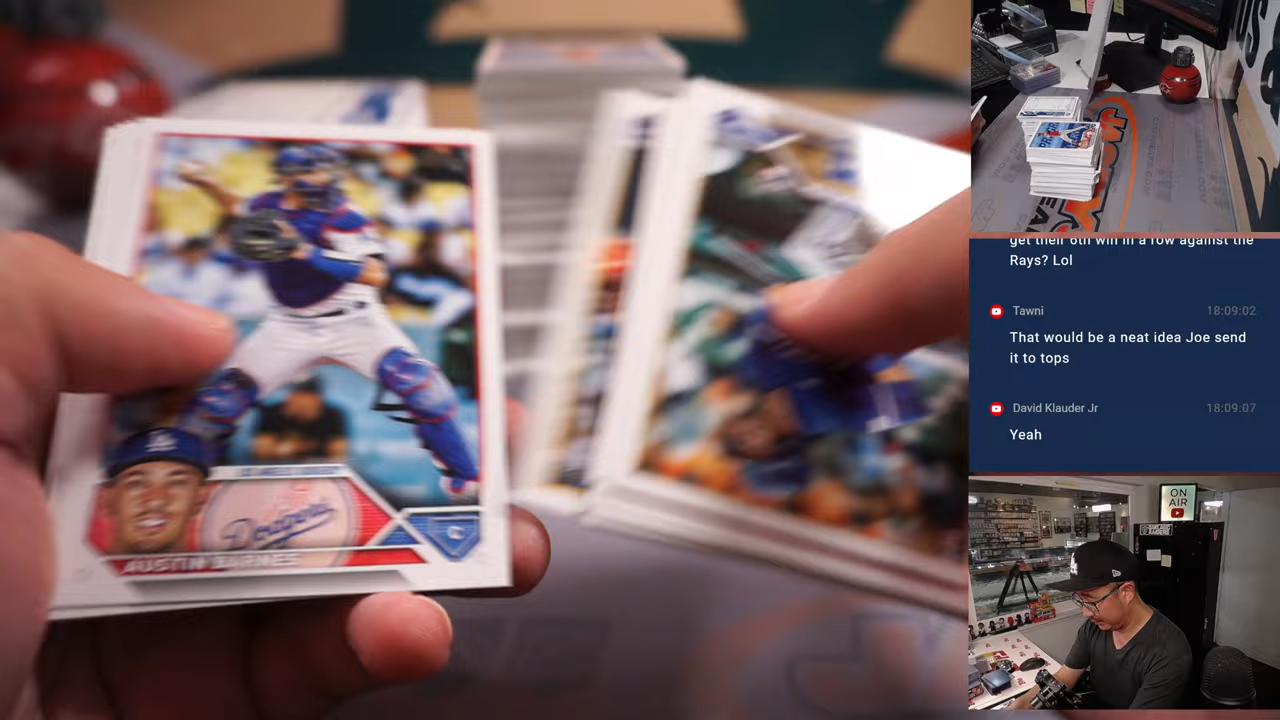 Dodgers
AUSTIN BARNES
C
get their 6th win in a row against the
Rays? Lol
Tawni
18:09:02
That would be a neat idea Joe send
it to tops
David Klauder Jr
18:09:07
Yeah
ON
AIR